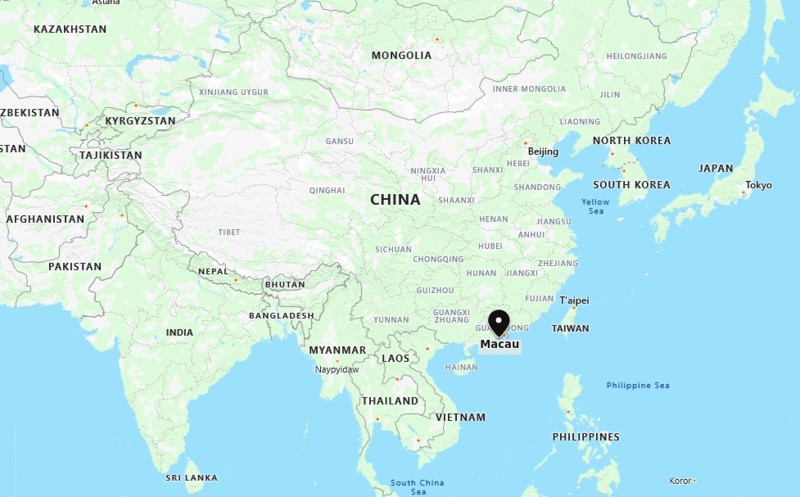 Astana
KAZAKHSTAN
MONGOLIA
HEILONGJIANG
XINJIANG UYGUR
INNER MONGOLIA
JILIN
ZBEKISTAN
KYRGYZSTAN
LIAONING
STAN
TAJIKISTAN
GANSU
Beijing
NORTH KOREA
HEBEI
NINGXIA
HUI
SHANXI
JAPAN
QINGHAI
SHANDONG
SOUTH KOREA
Tokyo
CHINA
SHAANXI
Yellow
Sea
AFGHANISTAN
HENAN
JIANGSU
TIBET
ANHUI
SICHUAN
HUBEI
CHONGQING
ZHEJIANG
PAKISTAN
NEPAL
HUNAN
JIANGXI
BHUTAN
GUIZHOU
FUJIAN
T'aipei
BANGLADESH
YUNNAN
GUANGXI
ZHUANG
TAIWAN
INDIA
Macau
MYANMAR
LAOS
Naypyidaw
HAINAN
Philippine Sea
THAILAND
VIETNAM
PHILIPPINES
SRI LANKA
South China
Sea
Koror